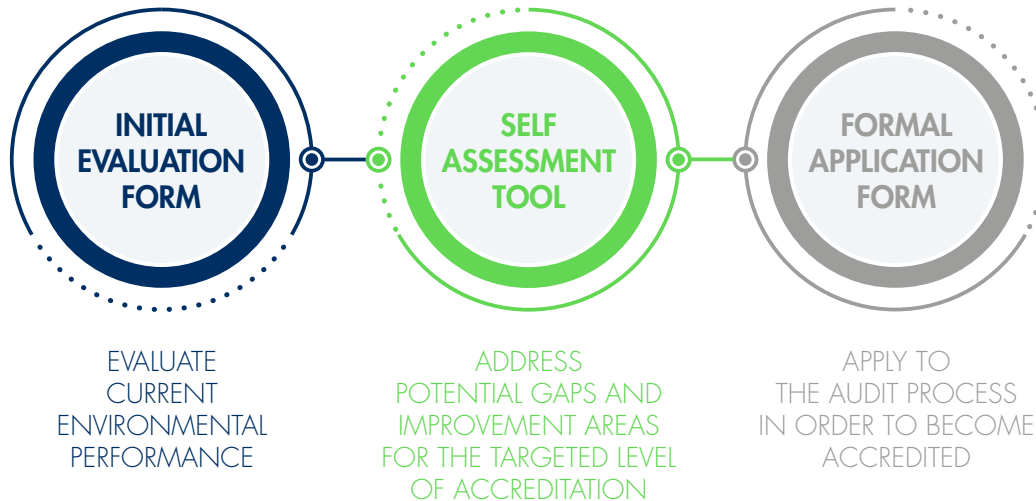 INITIAL
EVALUATION
FORM
SELF
ASSESSMENT
TOOL
FORMAL
APPLICATION
FORM
EVALUATE
CURRENT
ENVIRONMENTAL
PERFORMANCE
ADDRESS
POTENTIAL GAPS AND
IMPROVEMENT AREAS
FOR THE TARGETED LEVEL
OF ACCREDITATION
APPLY TO
THE AUDIT PROCESS
IN ORDER TO BECOME
ACCREDITED